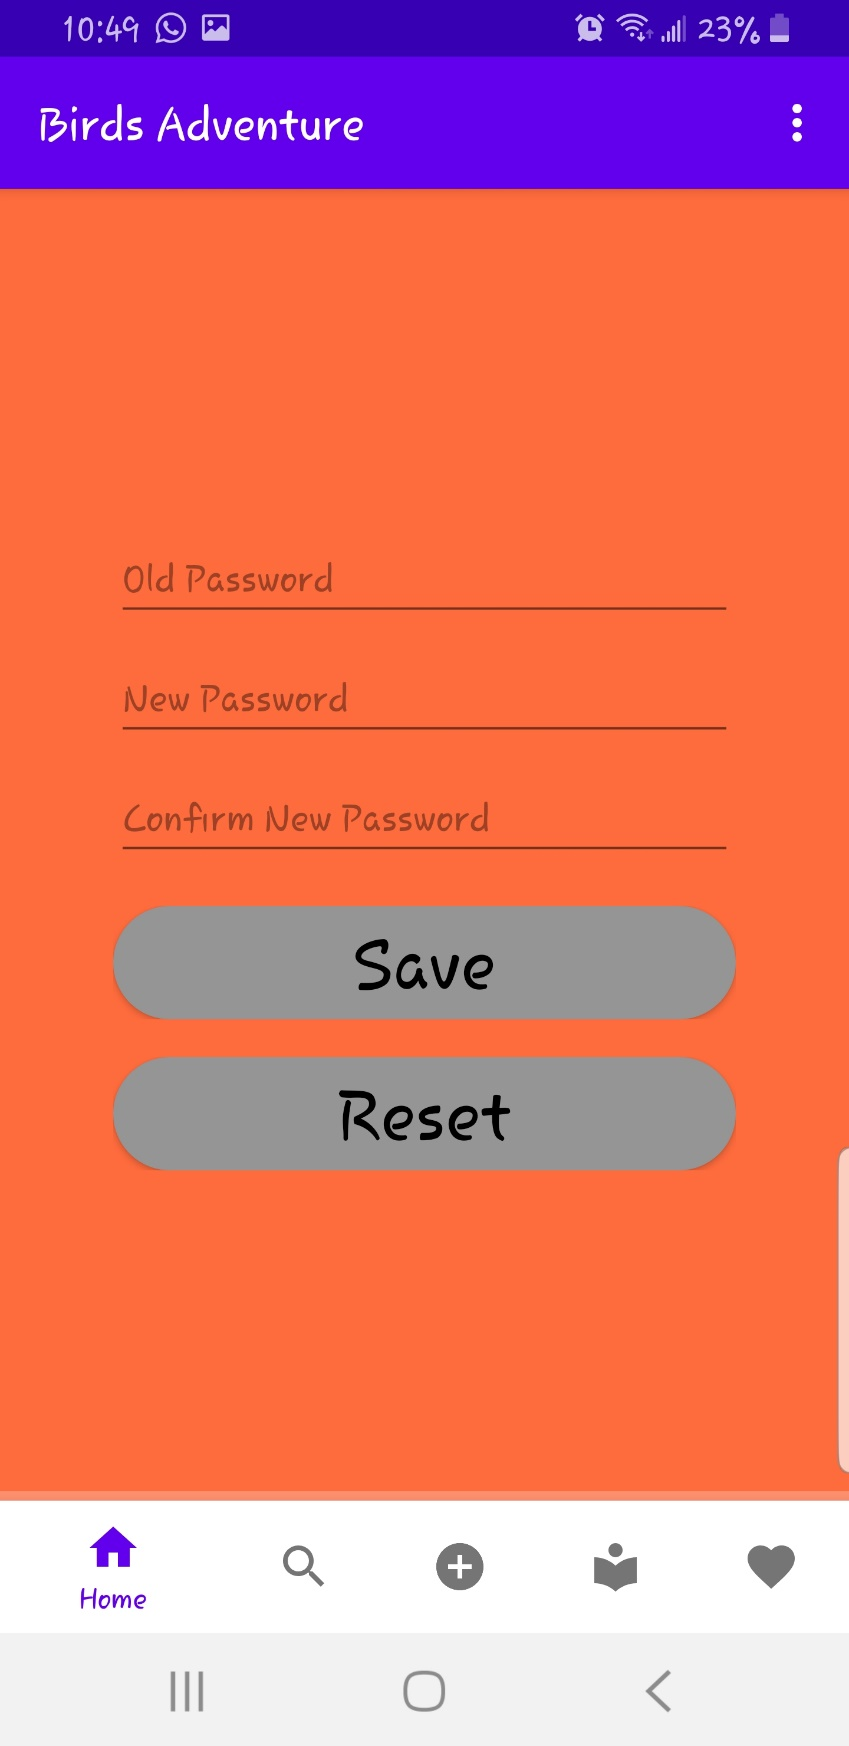 10:49 23%
Birds Adventure
Old Password
New Password
Confirm New Password
Save
Reset
Home